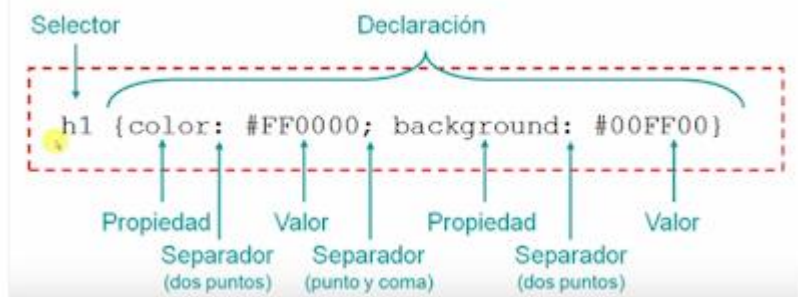 Selector Declaración
h1 {color: #FF0000; background: #00FF00}
Propiedad Valor Propiedad Valor
Separador Separador Separador
(dos puntos) (punto y coma) (dos puntos)